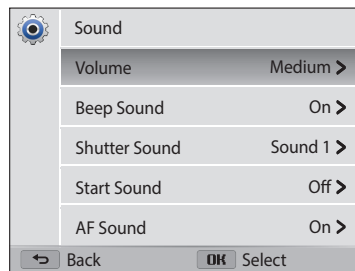 Sound
Volume Medium >
Beep Sound On >
Shutter Sound Sound 1 >
Start Sound Off >
AF Sound On >
Back OK Select